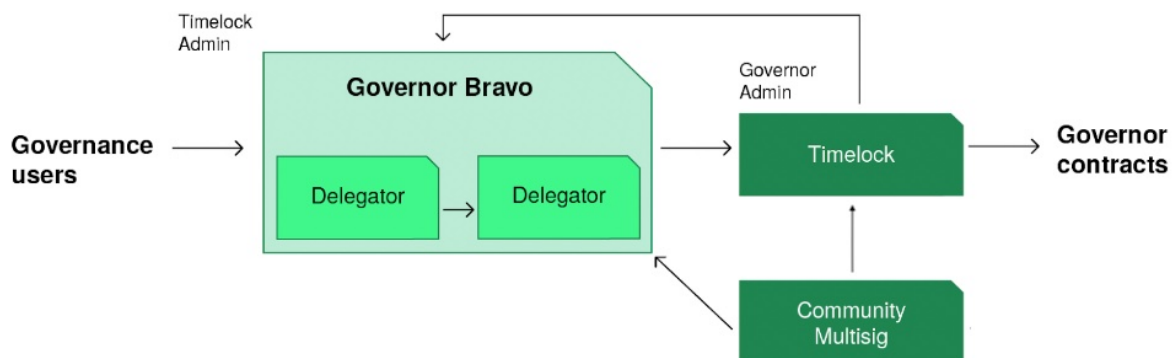 Timelock
Admin
Governor Bravo
Governance
users
Delegator
Delegator
Governor
Admin
Timelock
Governor
contracts
Community
Multisig